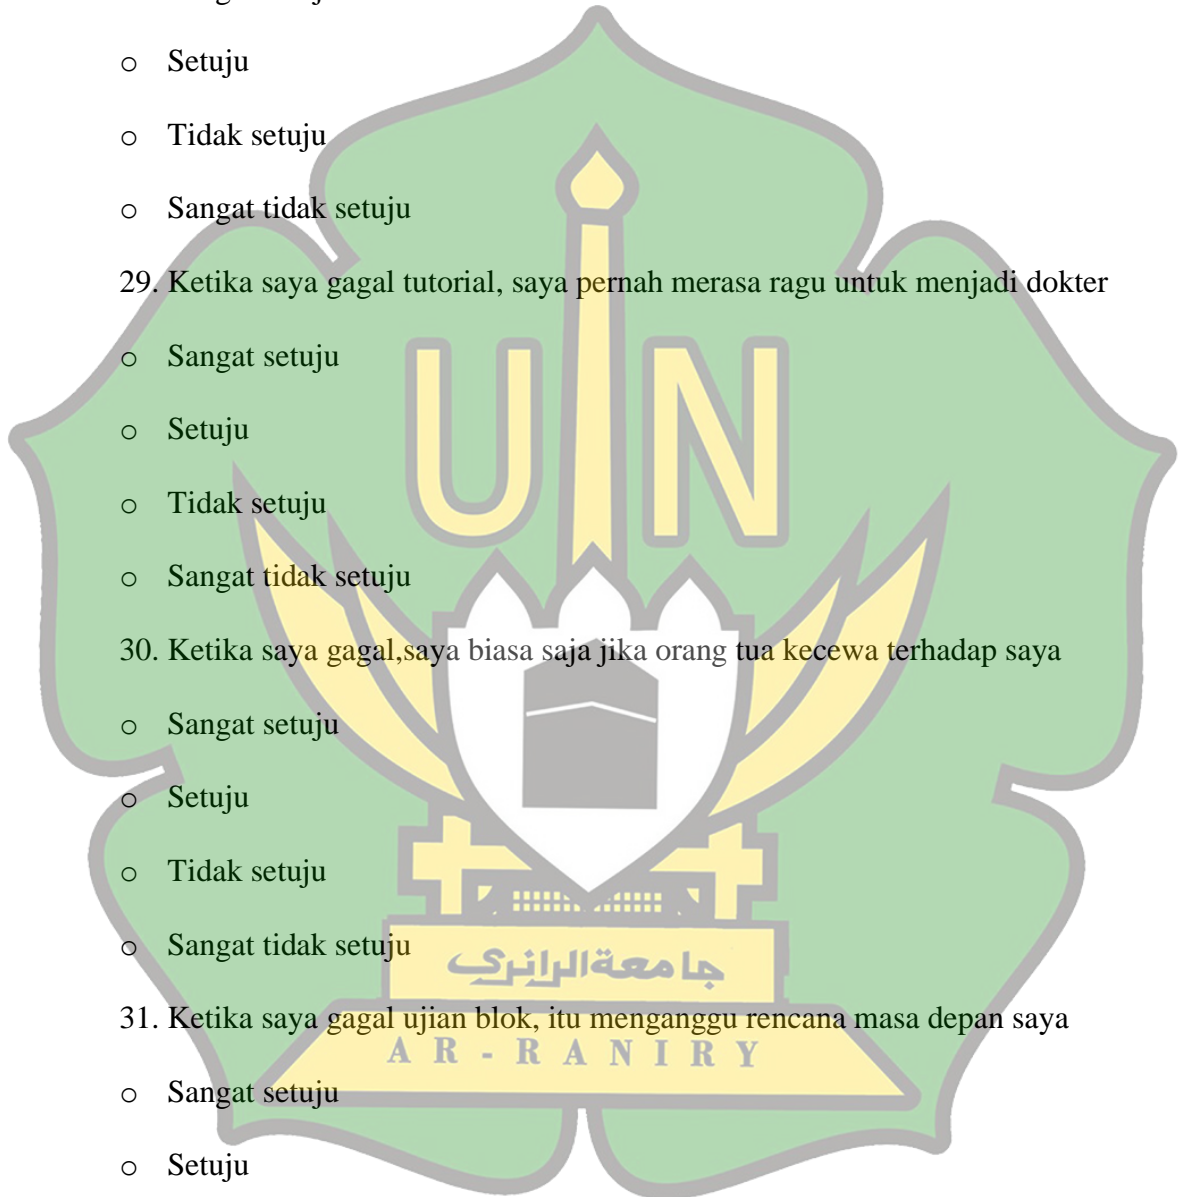 o Setuju
o Tidak setuju
o Sangat tidak setuju
29. Ketika saya gagal tutorial, saya pernah merasa ragu untuk menjadi dokter
o Sangat setuju
o Setuju
o Tidak setuju
o Sangat tidak setuju
30. Ketika saya gagal,saya biasa saja jika orang tua kecewa terhadap saya
o Sangat setuju
o Setuju
o Tidak setuju
o Sangat tidak setuju
31. Ketika saya gagal ujian blok, itu menganggu rencana masa depan saya
o Sangat setuju
o Setuju
UIN
جامعةالرانري
AR-RANIRY